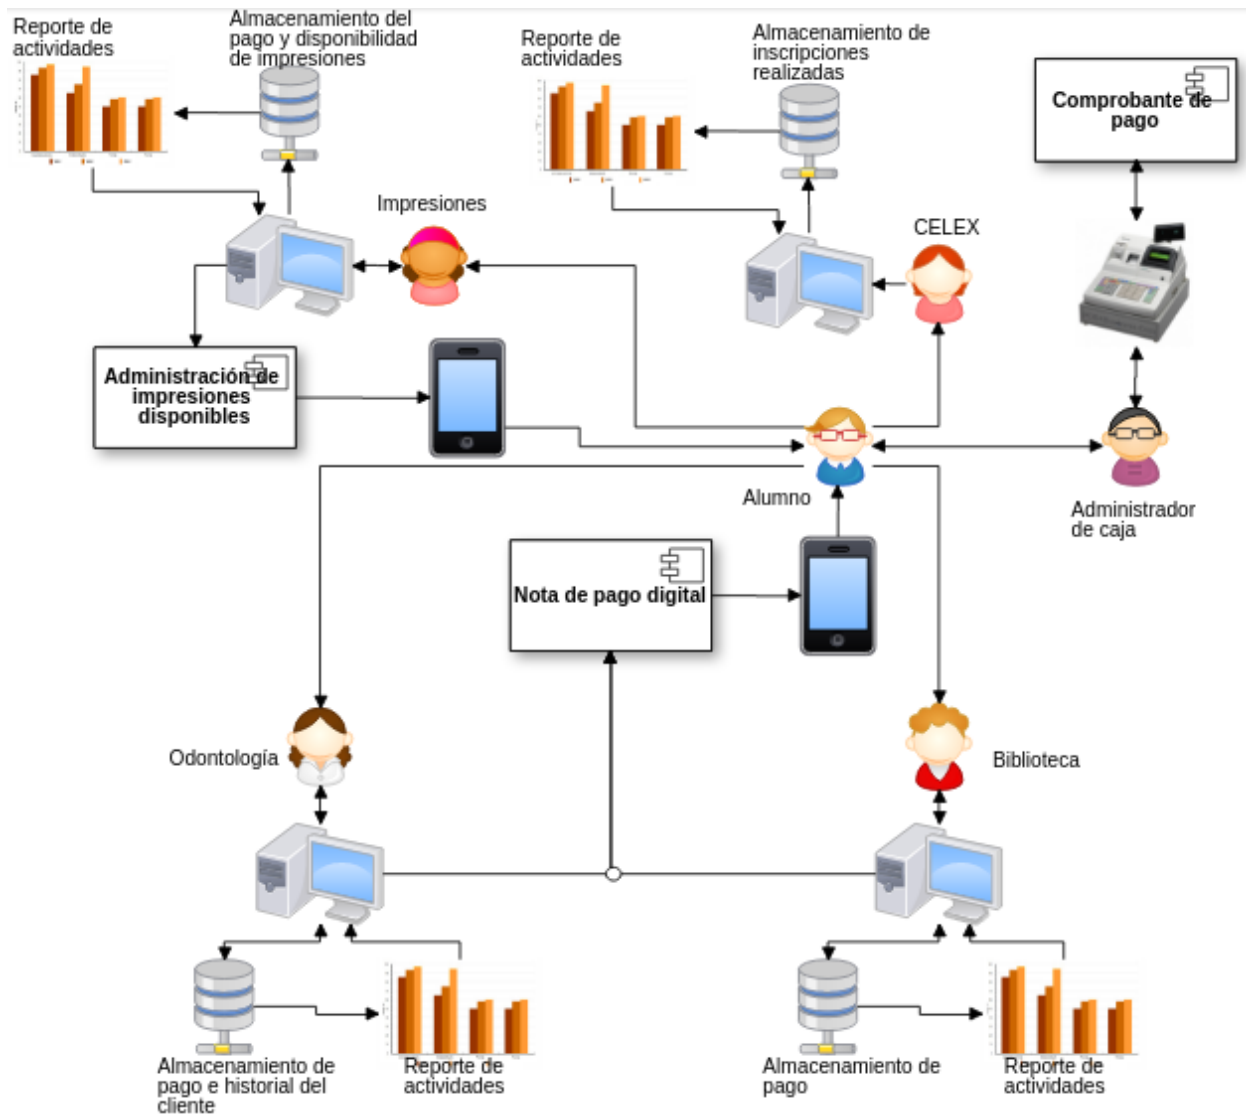 Reporte de
actividades
Almacenamiento del
pago y disponibilidad
de impresiones
Reporte de
actividades
Almacenamiento de
inscripciones
realizadas
Comprobante de
pago
Impresiones
CELEX
Administración de
impresiones
disponibles
Alumno
Administrador
de caja
Nota de pago digital
Odontología
Biblioteca
Almacenamiento de
pago e historial del
cliente
Reporte de
actividades
Almacenamiento de
pago
Reporte de
actividades